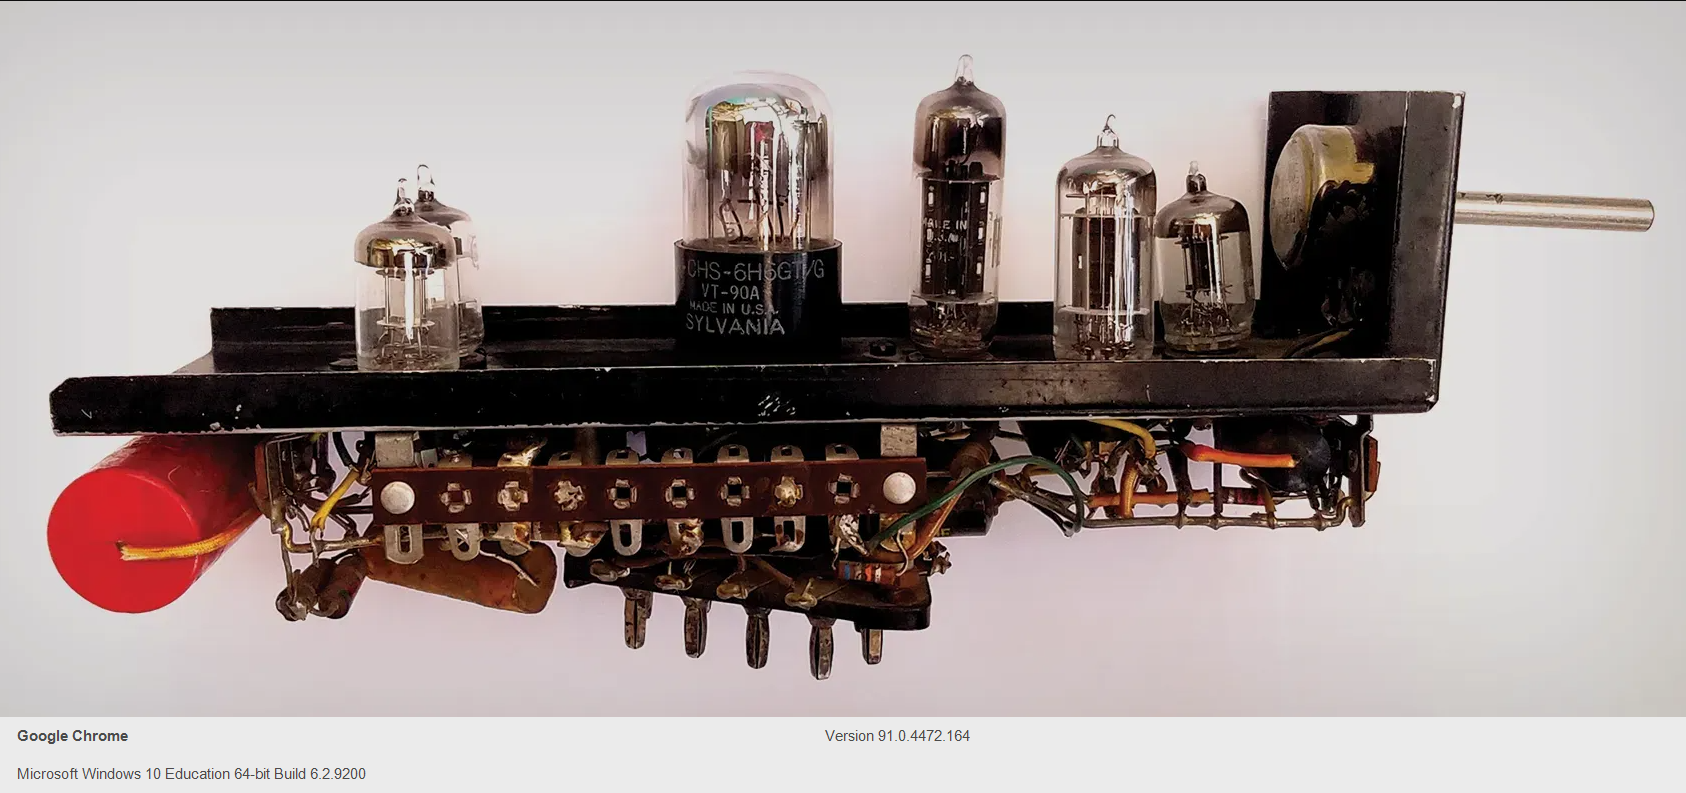 CHS-6H6GT/G
VT-90A
MADE IN U.S.A.
SYLVANIA
MADE IN
U.S.A.
Google Chrome
Version 91.0.4472.164
Microsoft Windows 10 Education 64-bit Build 6.2.9200